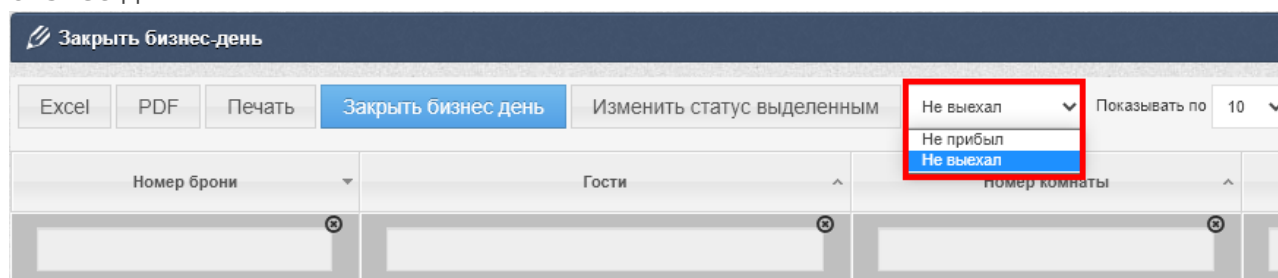 Закрыть бизнес-день
Excel PDF Печать Закрыть бизнес день Изменить статус выделенным Не выехал Показывать по 10
Не прибыл
Не выехал
Номер брони Гости Номер комнаты